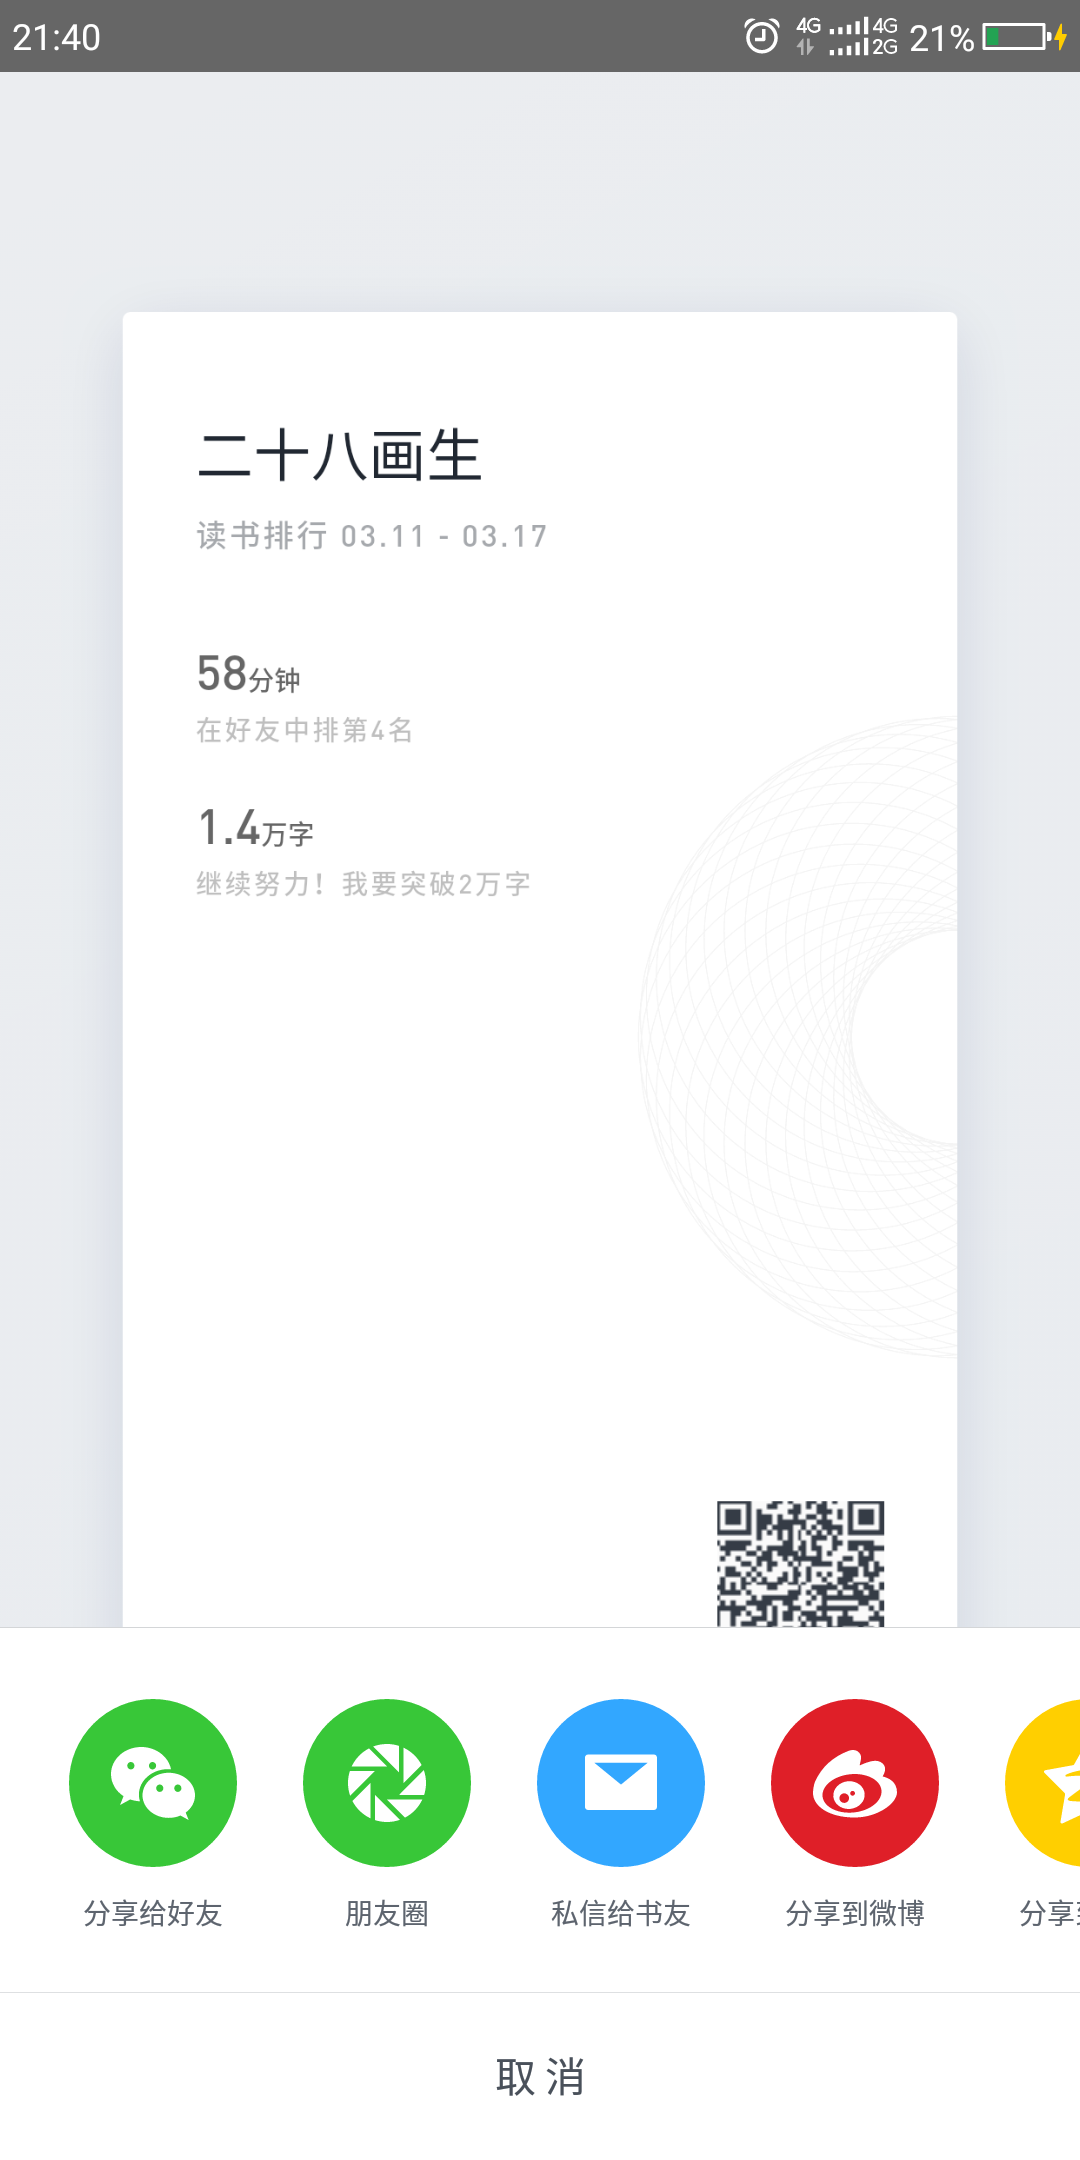 21:40
4G 4G 2G 21%
二十八画生
读书排行 03.11 - 03.17
58分钟
在好友中排第4名
1.4万字
继续努力！我要突破2万字
分享给好友 朋友圈 私信给书友 分享到微博 分享到
取消